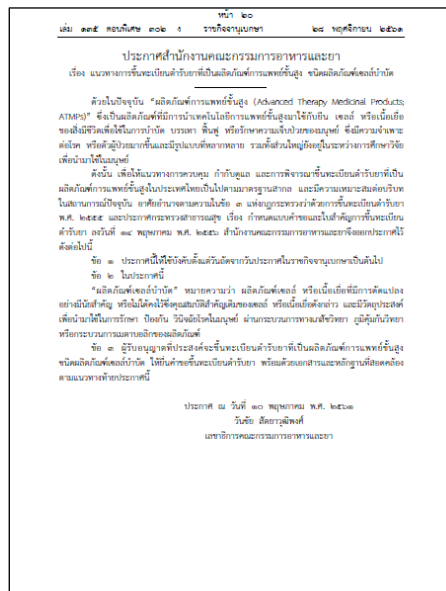 หน้า ๒๐
เล่ม ๑๓๕ ตอนพิเศษ ๓๐๒ ง ราชกิจจานุเบกษา ๒๘ พฤศจิกายน ๒๕๖๑
ประกาศสำนักงานคณะกรรมการอาหารและยา
เรื่อง แนวทางการขึ้นทะเบียนตำรับยาที่เป็นผลิตภัณฑ์การแพทย์ขั้นสูง ชนิดผลิตภัณฑ์เซลล์บำบัด
ด้วยในปัจจุบัน “ผลิตภัณฑ์การแพทย์ขั้นสูง (Advanced Therapy Medicinal Products;
ATMPs)” ซึ่งเป็นผลิตภัณฑ์ที่มีการนำเทคโนโลยีการแพทย์ขั้นสูงมาใช้กับยีน เซลล์ หรือเนื้อเยื่อ
ของสิ่งมีชีวิตเพื่อใช้ในการบำบัด บรรเทา ฟื้นฟู หรือรักษาความเจ็บป่วยของมนุษย์ ซึ่งมีความจำเพาะ
ต่อโรค หรือตัวผู้ป่วยมากขึ้นและมีรูปแบบที่หลากหลาย รวมทั้งส่วนใหญ่ยังอยู่ในระหว่างการศึกษาวิจัย
เพื่อนำมาใช้ในมนุษย์
ดังนั้น เพื่อให้แนวทางการควบคุม กำกับดูแล และการพิจารณาขึ้นทะเบียนตำรับยาที่เป็น
ผลิตภัณฑ์การแพทย์ขั้นสูงในประเทศไทยเป็นไปตามมาตรฐานสากล และมีความเหมาะสมต่อบริบท
ในสถานการณ์ปัจจุบัน อาศัยอำนาจตามความในข้อ ๓ แห่งกฎกระทรวงว่าด้วยการขึ้นทะเบียนตำรับยา
พ.ศ. ๒๕๕๕ และประกาศกระทรวงสาธารณสุข เรื่อง กำหนดแบบคำขอและใบสำคัญการขึ้นทะเบียน
ตำรับยา ลงวันที่ ๑๔ พฤษภาคม พ.ศ. ๒๕๕๖ สำนักงานคณะกรรมการอาหารและยาจึงออกประกาศไว้
ดังต่อไปนี้
ข้อ ๑ ประกาศนี้ให้ใช้บังคับตั้งแต่วันถัดจากวันประกาศในราชกิจจานุเบกษาเป็นต้นไป
ข้อ ๒ ในประกาศนี้
“ผลิตภัณฑ์เซลล์บำบัด” หมายความว่า ผลิตภัณฑ์เซลล์ หรือเนื้อเยื่อที่มีการดัดแปลง
อย่างมีนัยสำคัญ หรือไม่ได้คงไว้ซึ่งคุณสมบัติสำคัญเดิมของเซลล์ หรือเนื้อเยื่อดังกล่าว และมีวัตถุประสงค์
เพื่อนำมาใช้ในการรักษา ป้องกัน วินิจฉัยโรคในมนุษย์ ผ่านกระบวนการทางเภสัชวิทยา ภูมิคุ้มกันวิทยา
หรือกระบวนการเมตาบอลิกของผลิตภัณฑ์
ข้อ ๓ ผู้รับอนุญาตที่ประสงค์จะขึ้นทะเบียนตำรับยาที่เป็นผลิตภัณฑ์การแพทย์ขั้นสูง
ชนิดผลิตภัณฑ์เซลล์บำบัด ให้ยื่นคำขอขึ้นทะเบียนตำรับยา พร้อมด้วยเอกสารและหลักฐานที่สอดคล้อง
ตามแนวทางท้ายประกาศนี้
ประกาศ ณ วันที่ ๑๐ พฤษภาคม พ.ศ. ๒๕๖๑
วันชัย สัตยาวุฒิพงศ์
เลขาธิการคณะกรรมการอาหารและยา